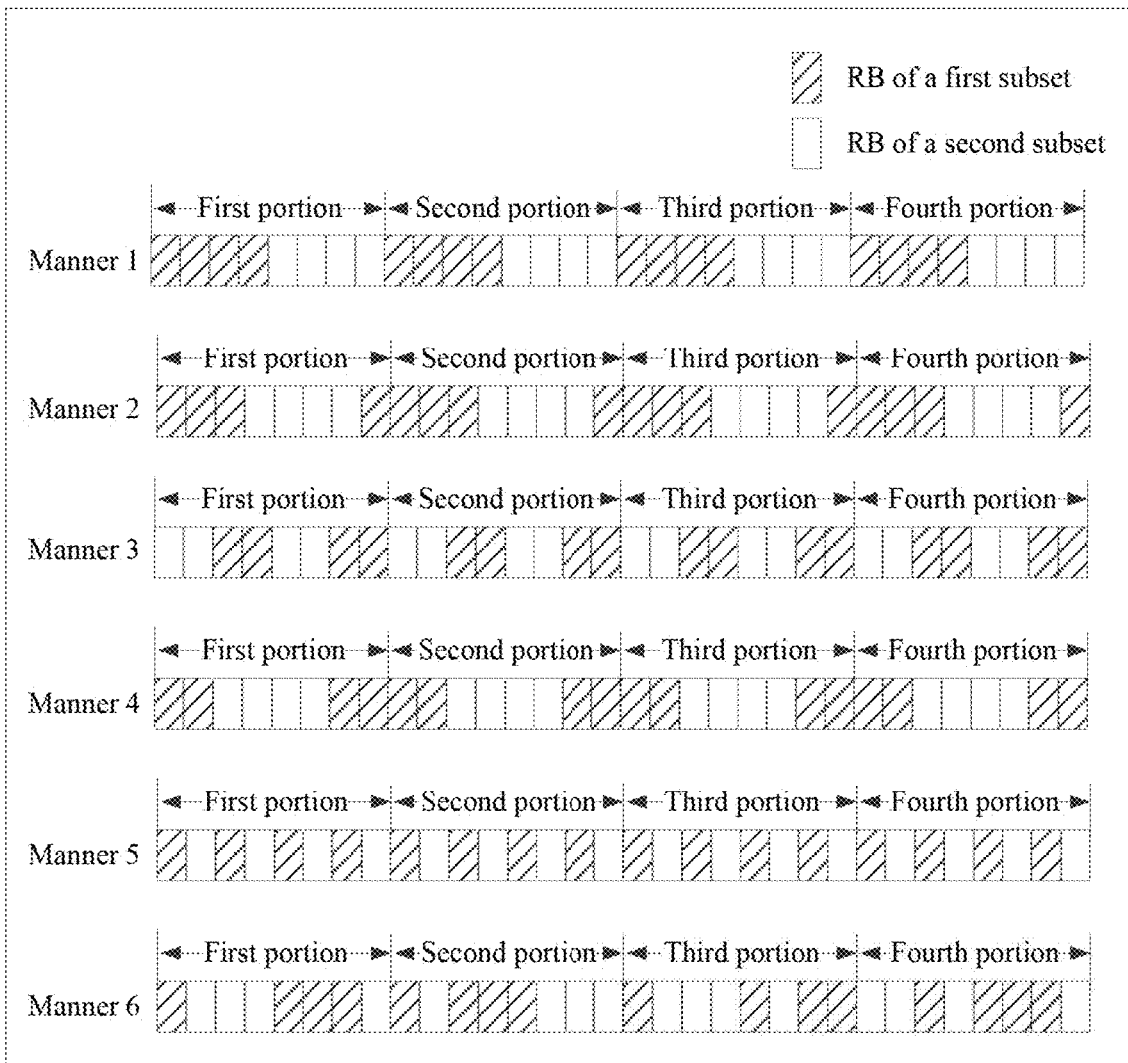 RB of a first subset
RB of a second subset
First portion Second portion Third portion Fourth portion
Manner 1
First portion Second portion Third portion Fourth portion
Manner 2
First portion Second portion Third portion Fourth portion
Manner 3
First portion Second portion Third portion Fourth portion
Manner 4
First portion Second portion Third portion Fourth portion
Manner 5
First portion Second portion Third portion Fourth portion
Manner 6